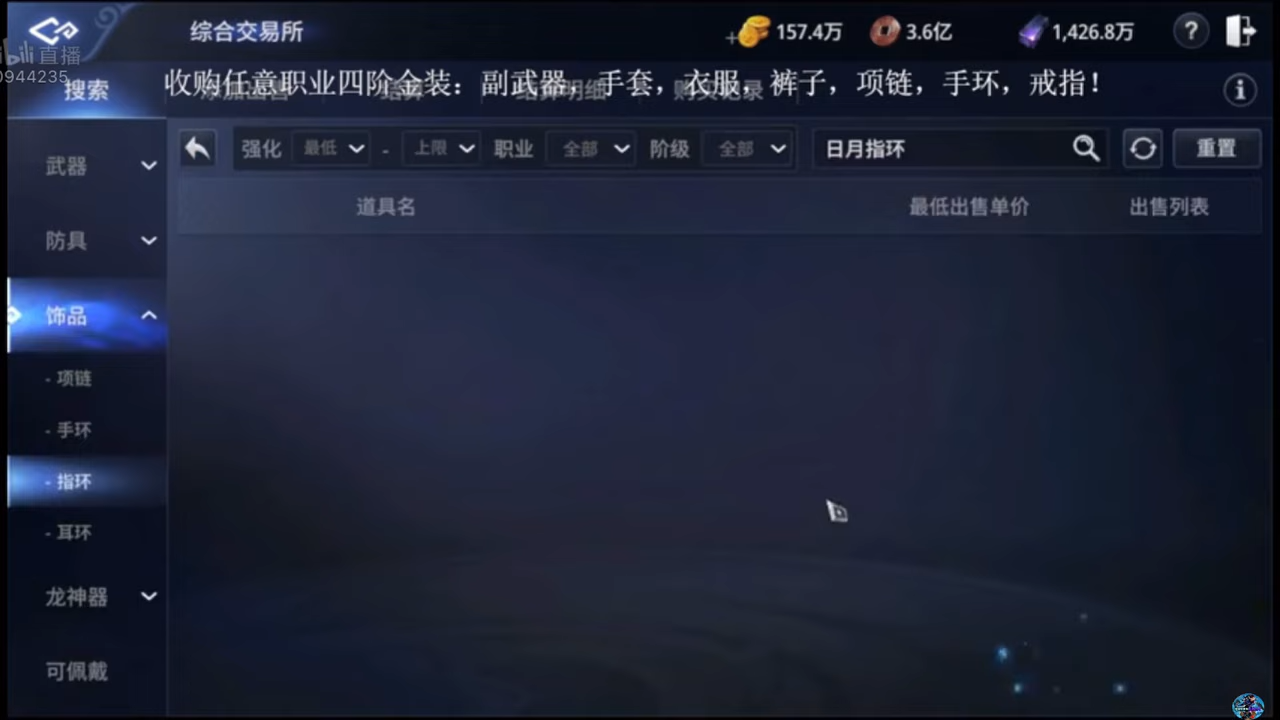 综合交易所
157.4万
3.6亿
1,426.8万
?
直播
0944235
搜索
收购任意职业四阶金装：副武器，手套，衣服，裤子，项链，手环，戒指！
购买记录
强化 最低 - 上限 职业 全部 阶级 全部 日月指环 重置
道具名 最低出售单价 出售列表
武器
防具
饰品
- 项链
- 手环
- 指环
- 耳环
龙神器
可佩戴